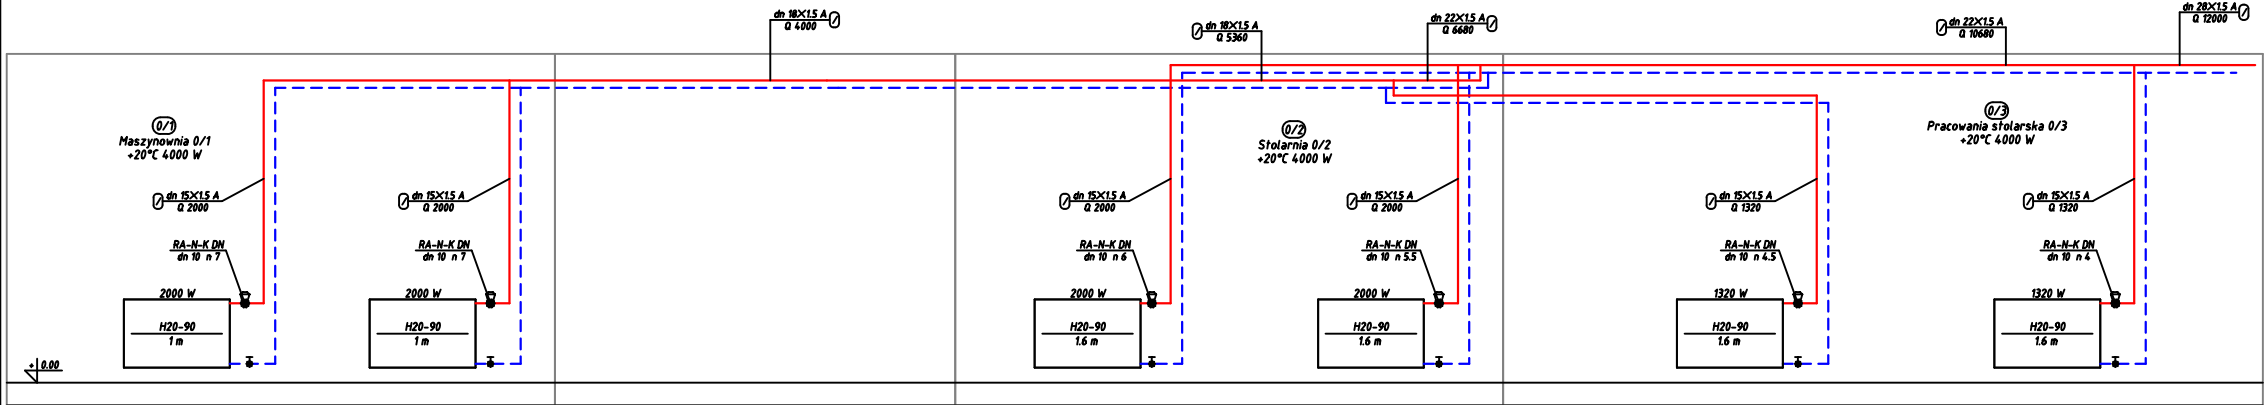 dn 18X1.5 A
Q 4000
dn 18X1.5 A
Q 5360
dn 22X1.5 A
Q 6680
dn 22X1.5 A
Q 10680
dn 28X1.5 A
Q 12000
0/1
Maszynownia 0/1
+20°C 4000 W
0/2
Stolarnia 0/2
+20°C 4000 W
0/3
Pracowania stolarska 0/3
+20°C 4000 W
dn 15X1.5 A
Q 2000
dn 15X1.5 A
Q 2000
dn 15X1.5 A
Q 2000
dn 15X1.5 A
Q 2000
dn 15X1.5 A
Q 1320
dn 15X1.5 A
Q 1320
RA-N-K DN
dn 10 n 7
RA-N-K DN
dn 10 n 7
RA-N-K DN
dn 10 n 6
RA-N-K DN
dn 10 n 5.5
RA-N-K DN
dn 10 n 4.5
RA-N-K DN
dn 10 n 4
2000 W
H20-90
1 m
2000 W
H20-90
1 m
2000 W
H20-90
1.6 m
2000 W
H20-90
1.6 m
1320 W
H20-90
1.6 m
1320 W
H20-90
1.6 m
+ 0.00